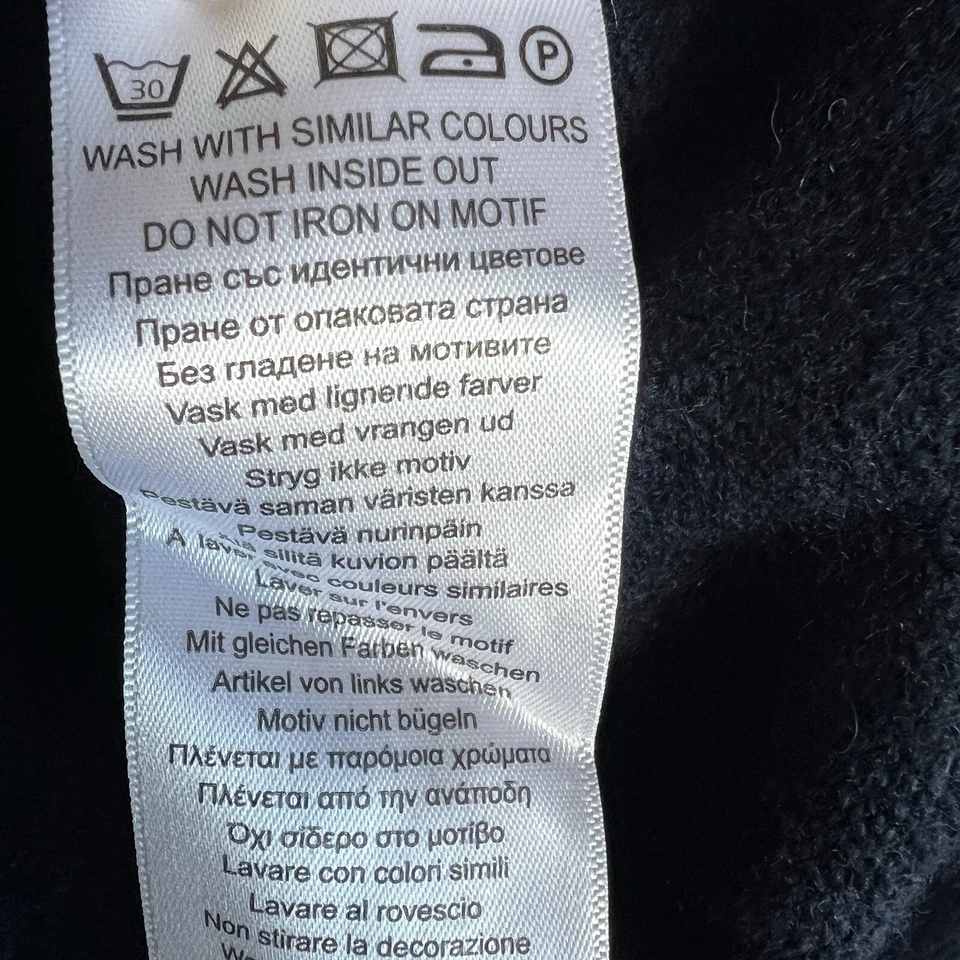 30
P
WASH WITH SIMILAR COLOURS
WASH INSIDE OUT
DO NOT IRON ON MOTIF
Пране със идентични цветове
Пране от опаковата страна
Без гладене на мотивите
Vask med lignende farver
Vask med vrangen ud
Stryg ikke motiv
Pestävä saman väristen kanssa
Pestävä nurinpäin
silitä kuvion päältä
A laver avec couleurs similaires
Laver sur l'envers
Ne pas repasser le motif
Mit gleichen Farben waschen
Artikel von links waschen
Motiv nicht bügeln
Πλένεται με παρόμοια χρώματα
Πλένεται από την ανάποδη
Όχι σίδερο στο μοτίβο
Lavare con colori simili
Lavare al rovescio
Non stirare la decorazione